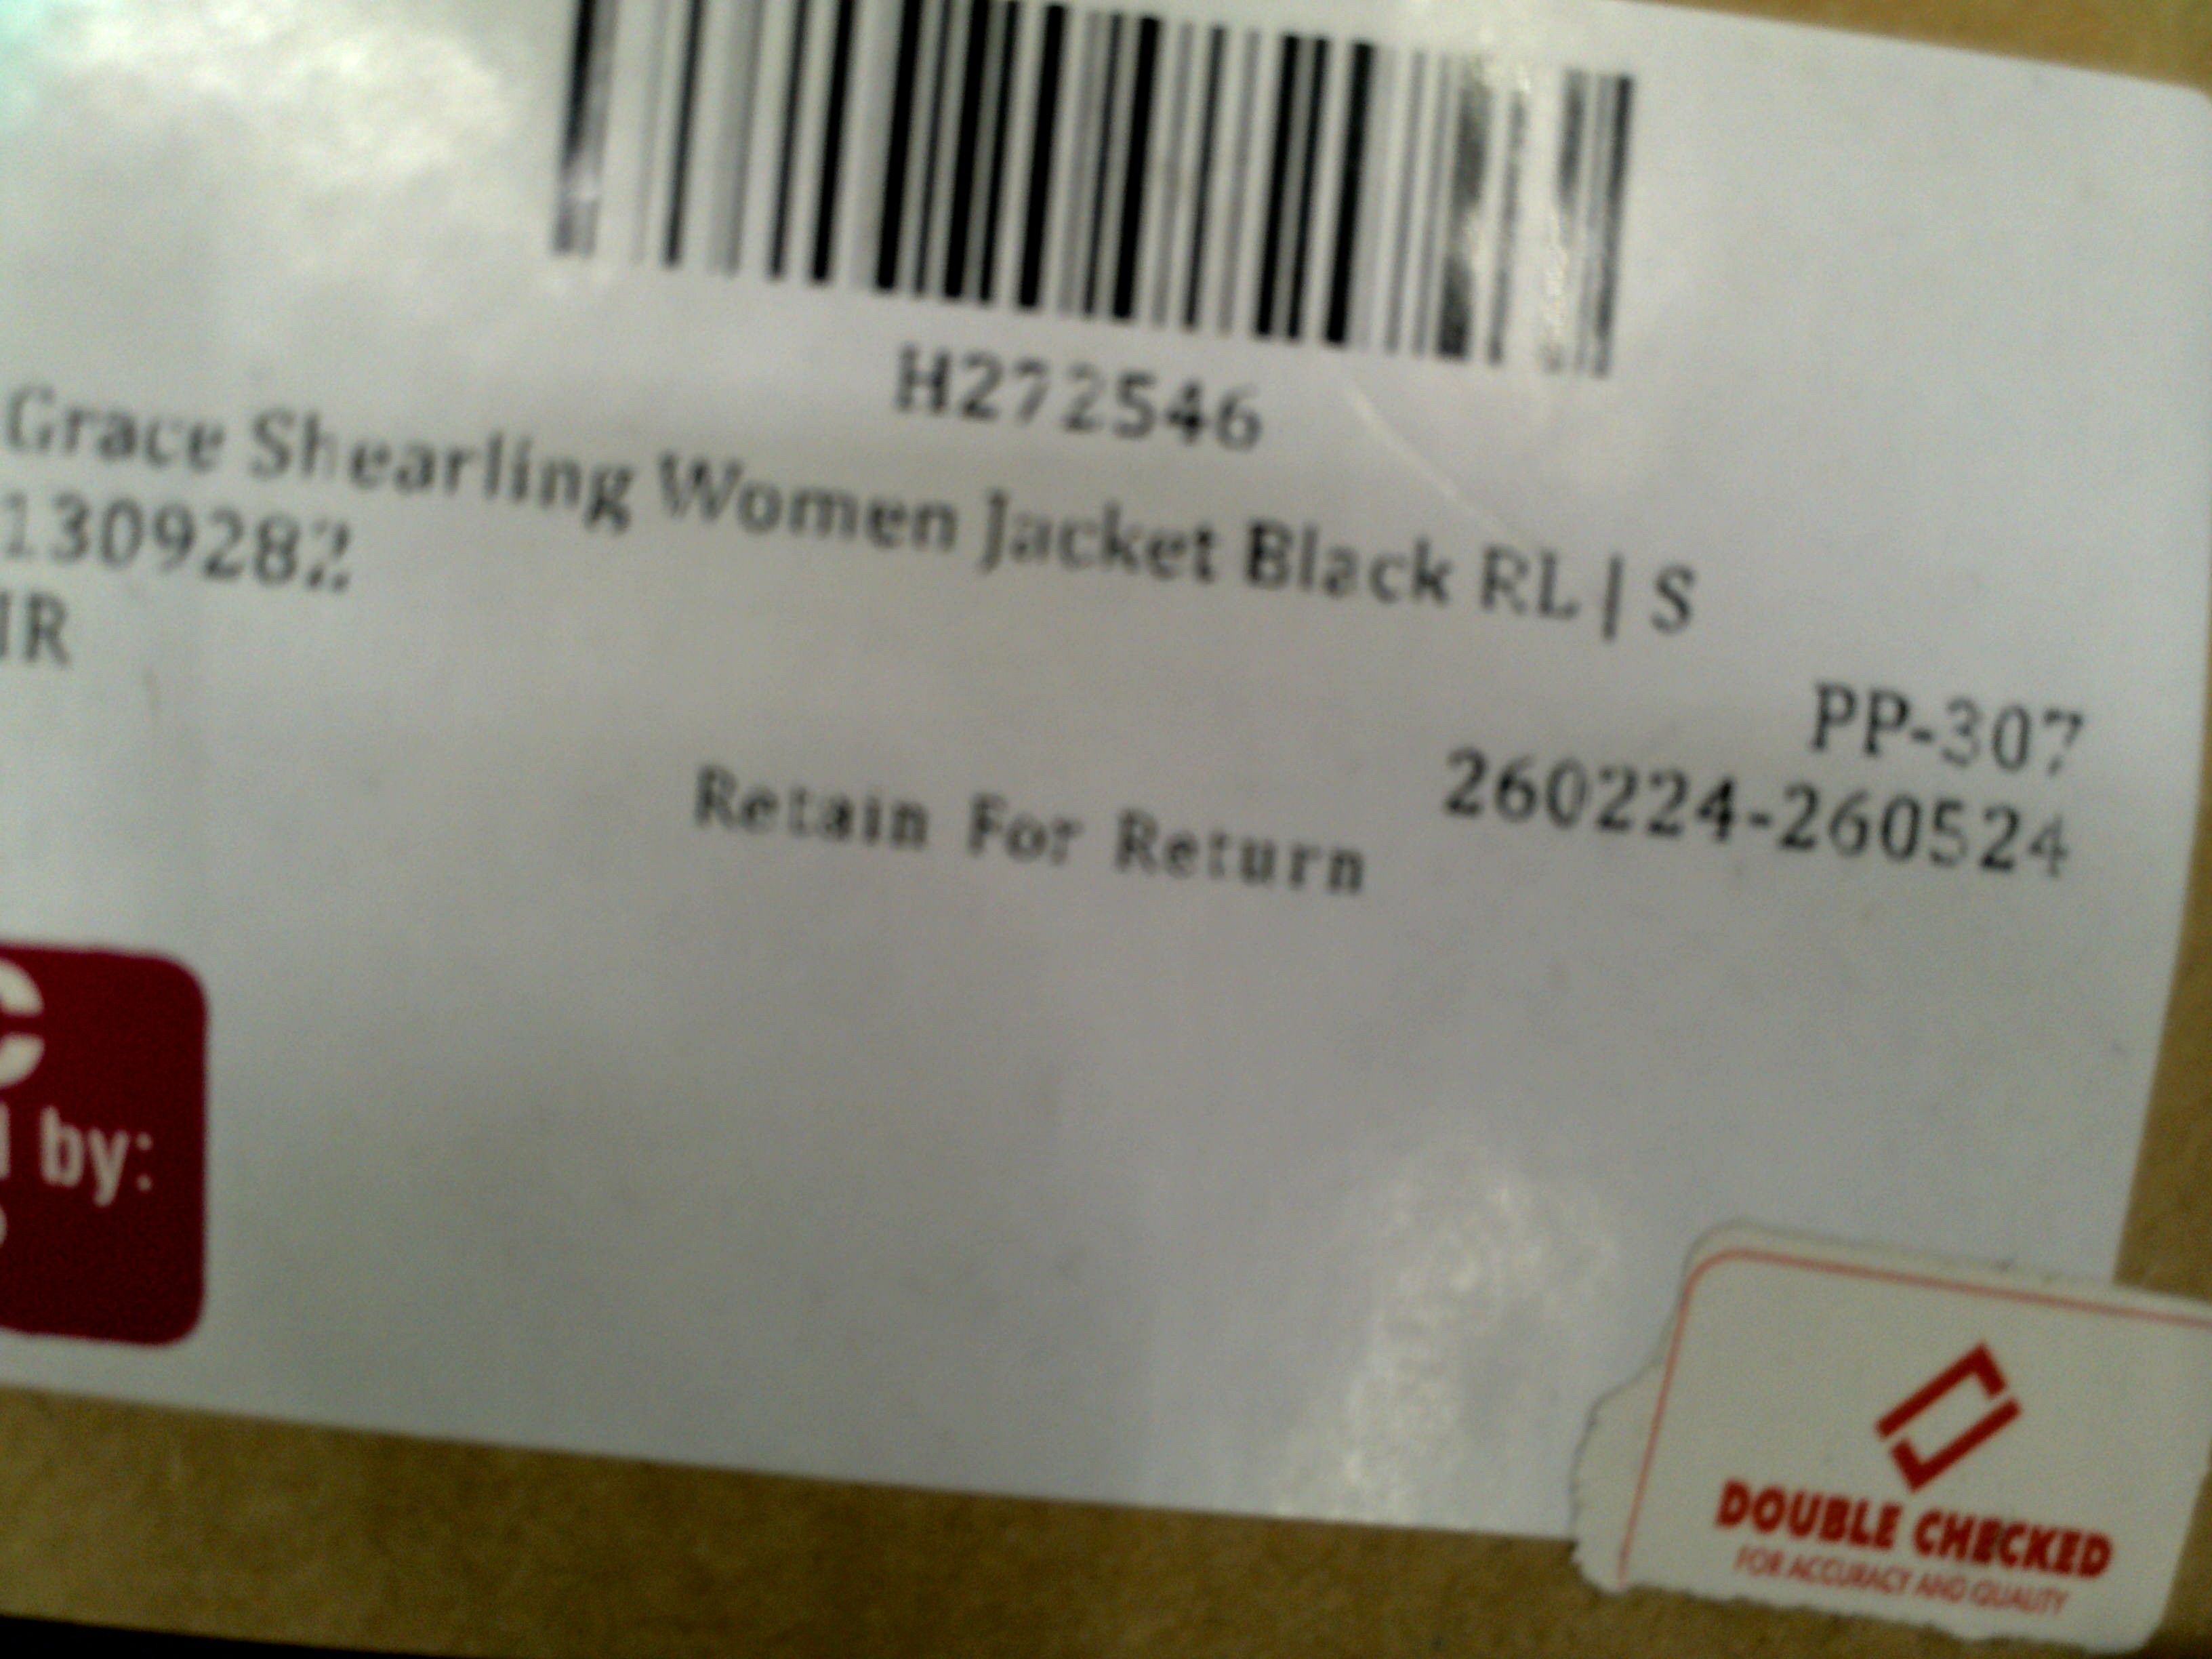 H272546
Grace Shearling Women Jacket Black RL | S
1309282
PP-307
260224-260524
Retain For Return
by:
DOUBLE CHECKED
FOR ACCURACY AND QUALITY